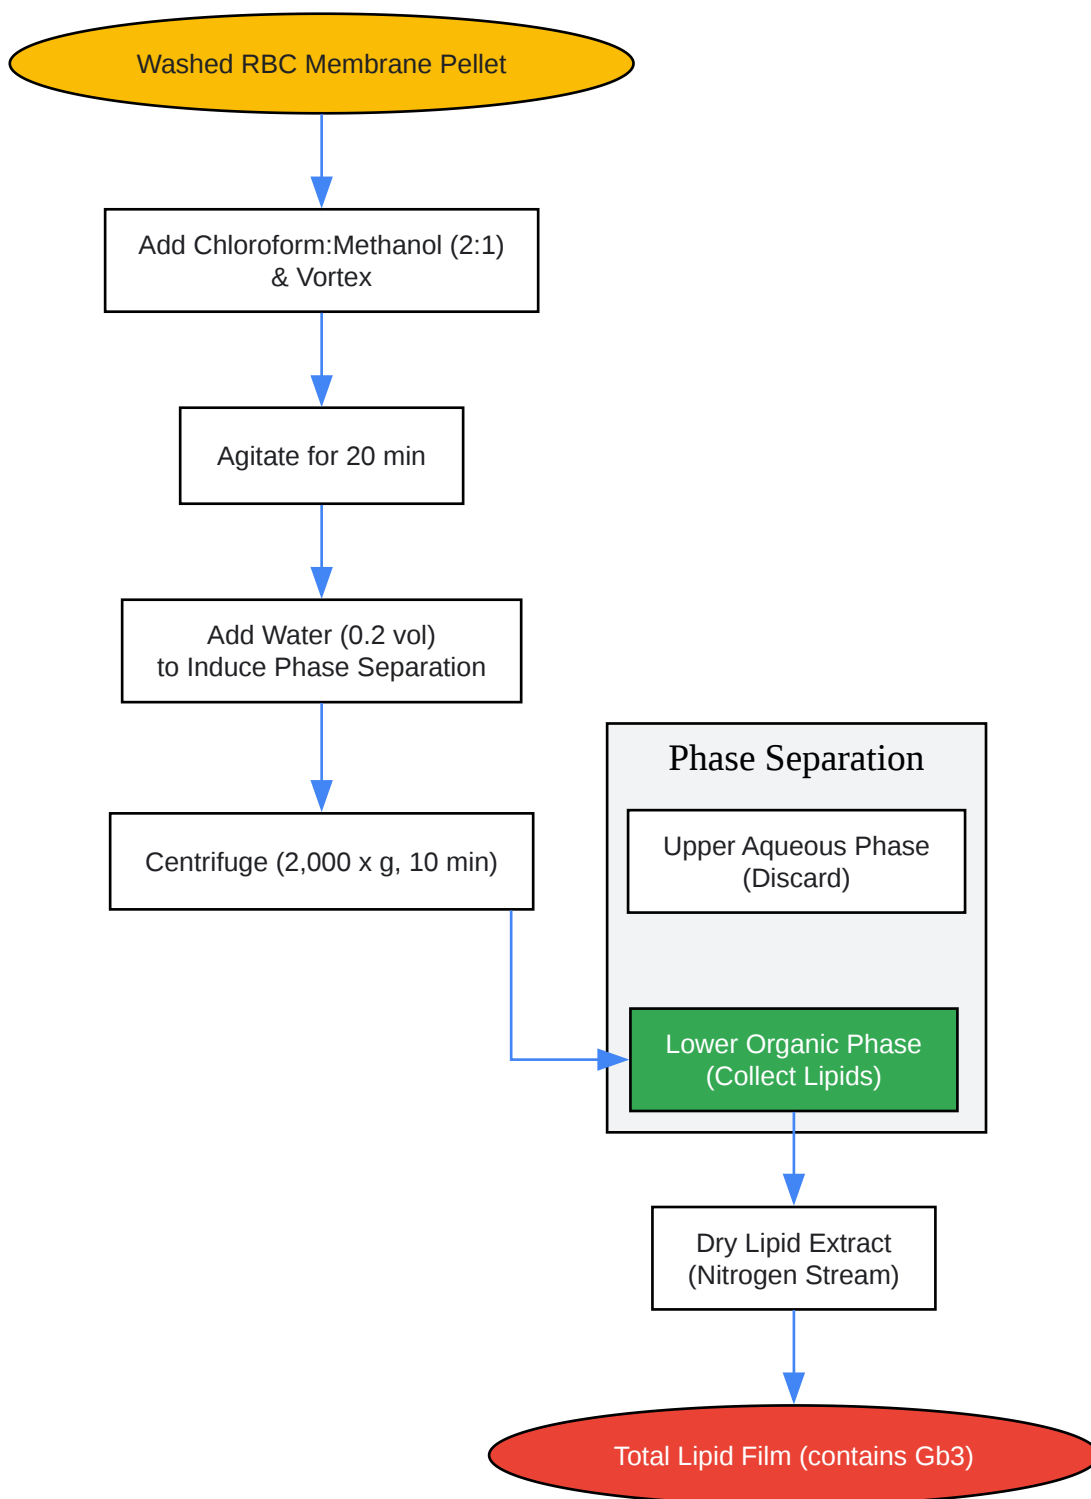 Washed RBC Membrane Pellet
Add Chloroform:Methanol (2:1)
& Vortex
Agitate for 20 min
Add Water (0.2 vol)
to Induce Phase Separation
Centrifuge (2,000 x g, 10 min)
Phase Separation
Upper Aqueous Phase
(Discard)
Lower Organic Phase
(Collect Lipids)
Dry Lipid Extract
(Nitrogen Stream)
Total Lipid Film (contains Gb3)